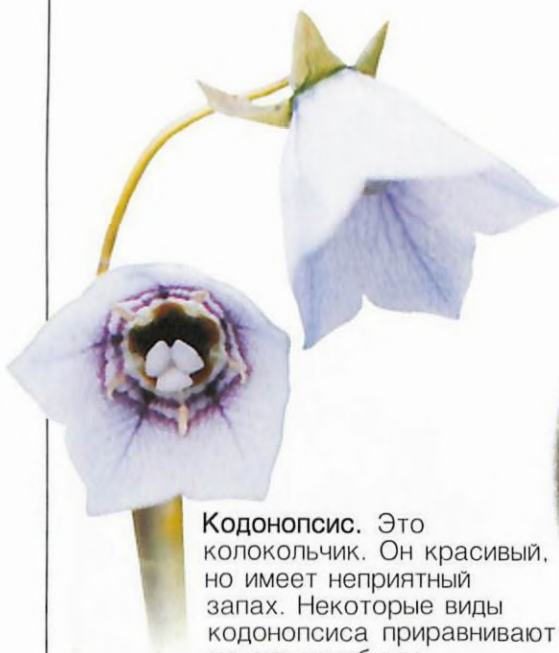 Кодонопсис. Это
колокольчик. Он красивый,
но имеет неприятный
запах. Некоторые виды
кодонопсиса приравнивают